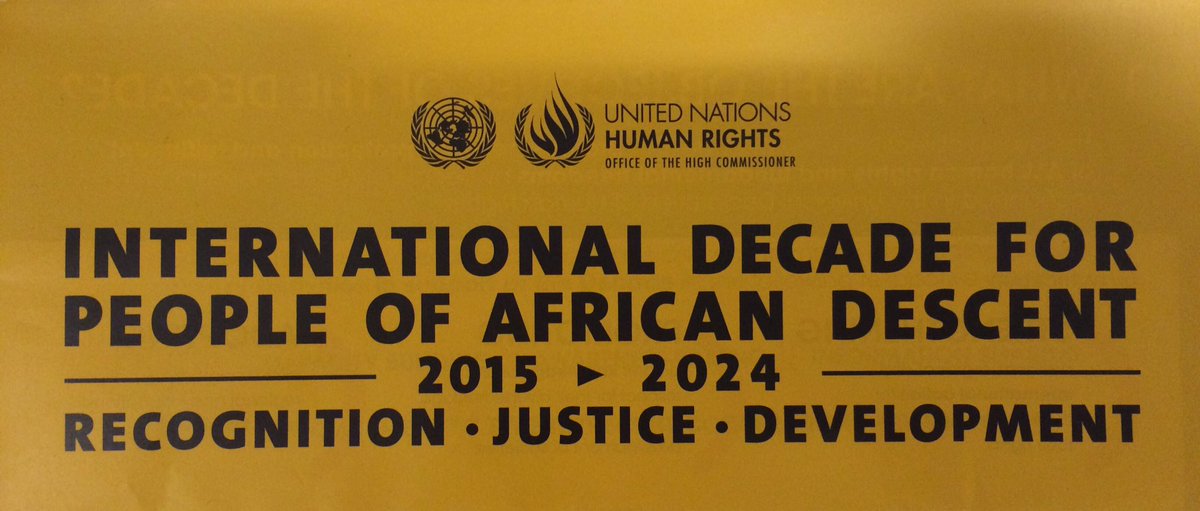 UNITED NATIONS
HUMAN RIGHTS
OFFICE OF THE HIGH COMMISSIONER
INTERNATIONAL DECADE FOR
PEOPLE OF AFRICAN DESCENT
2015 ► 2024
RECOGNITION · JUSTICE · DEVELOPMENT